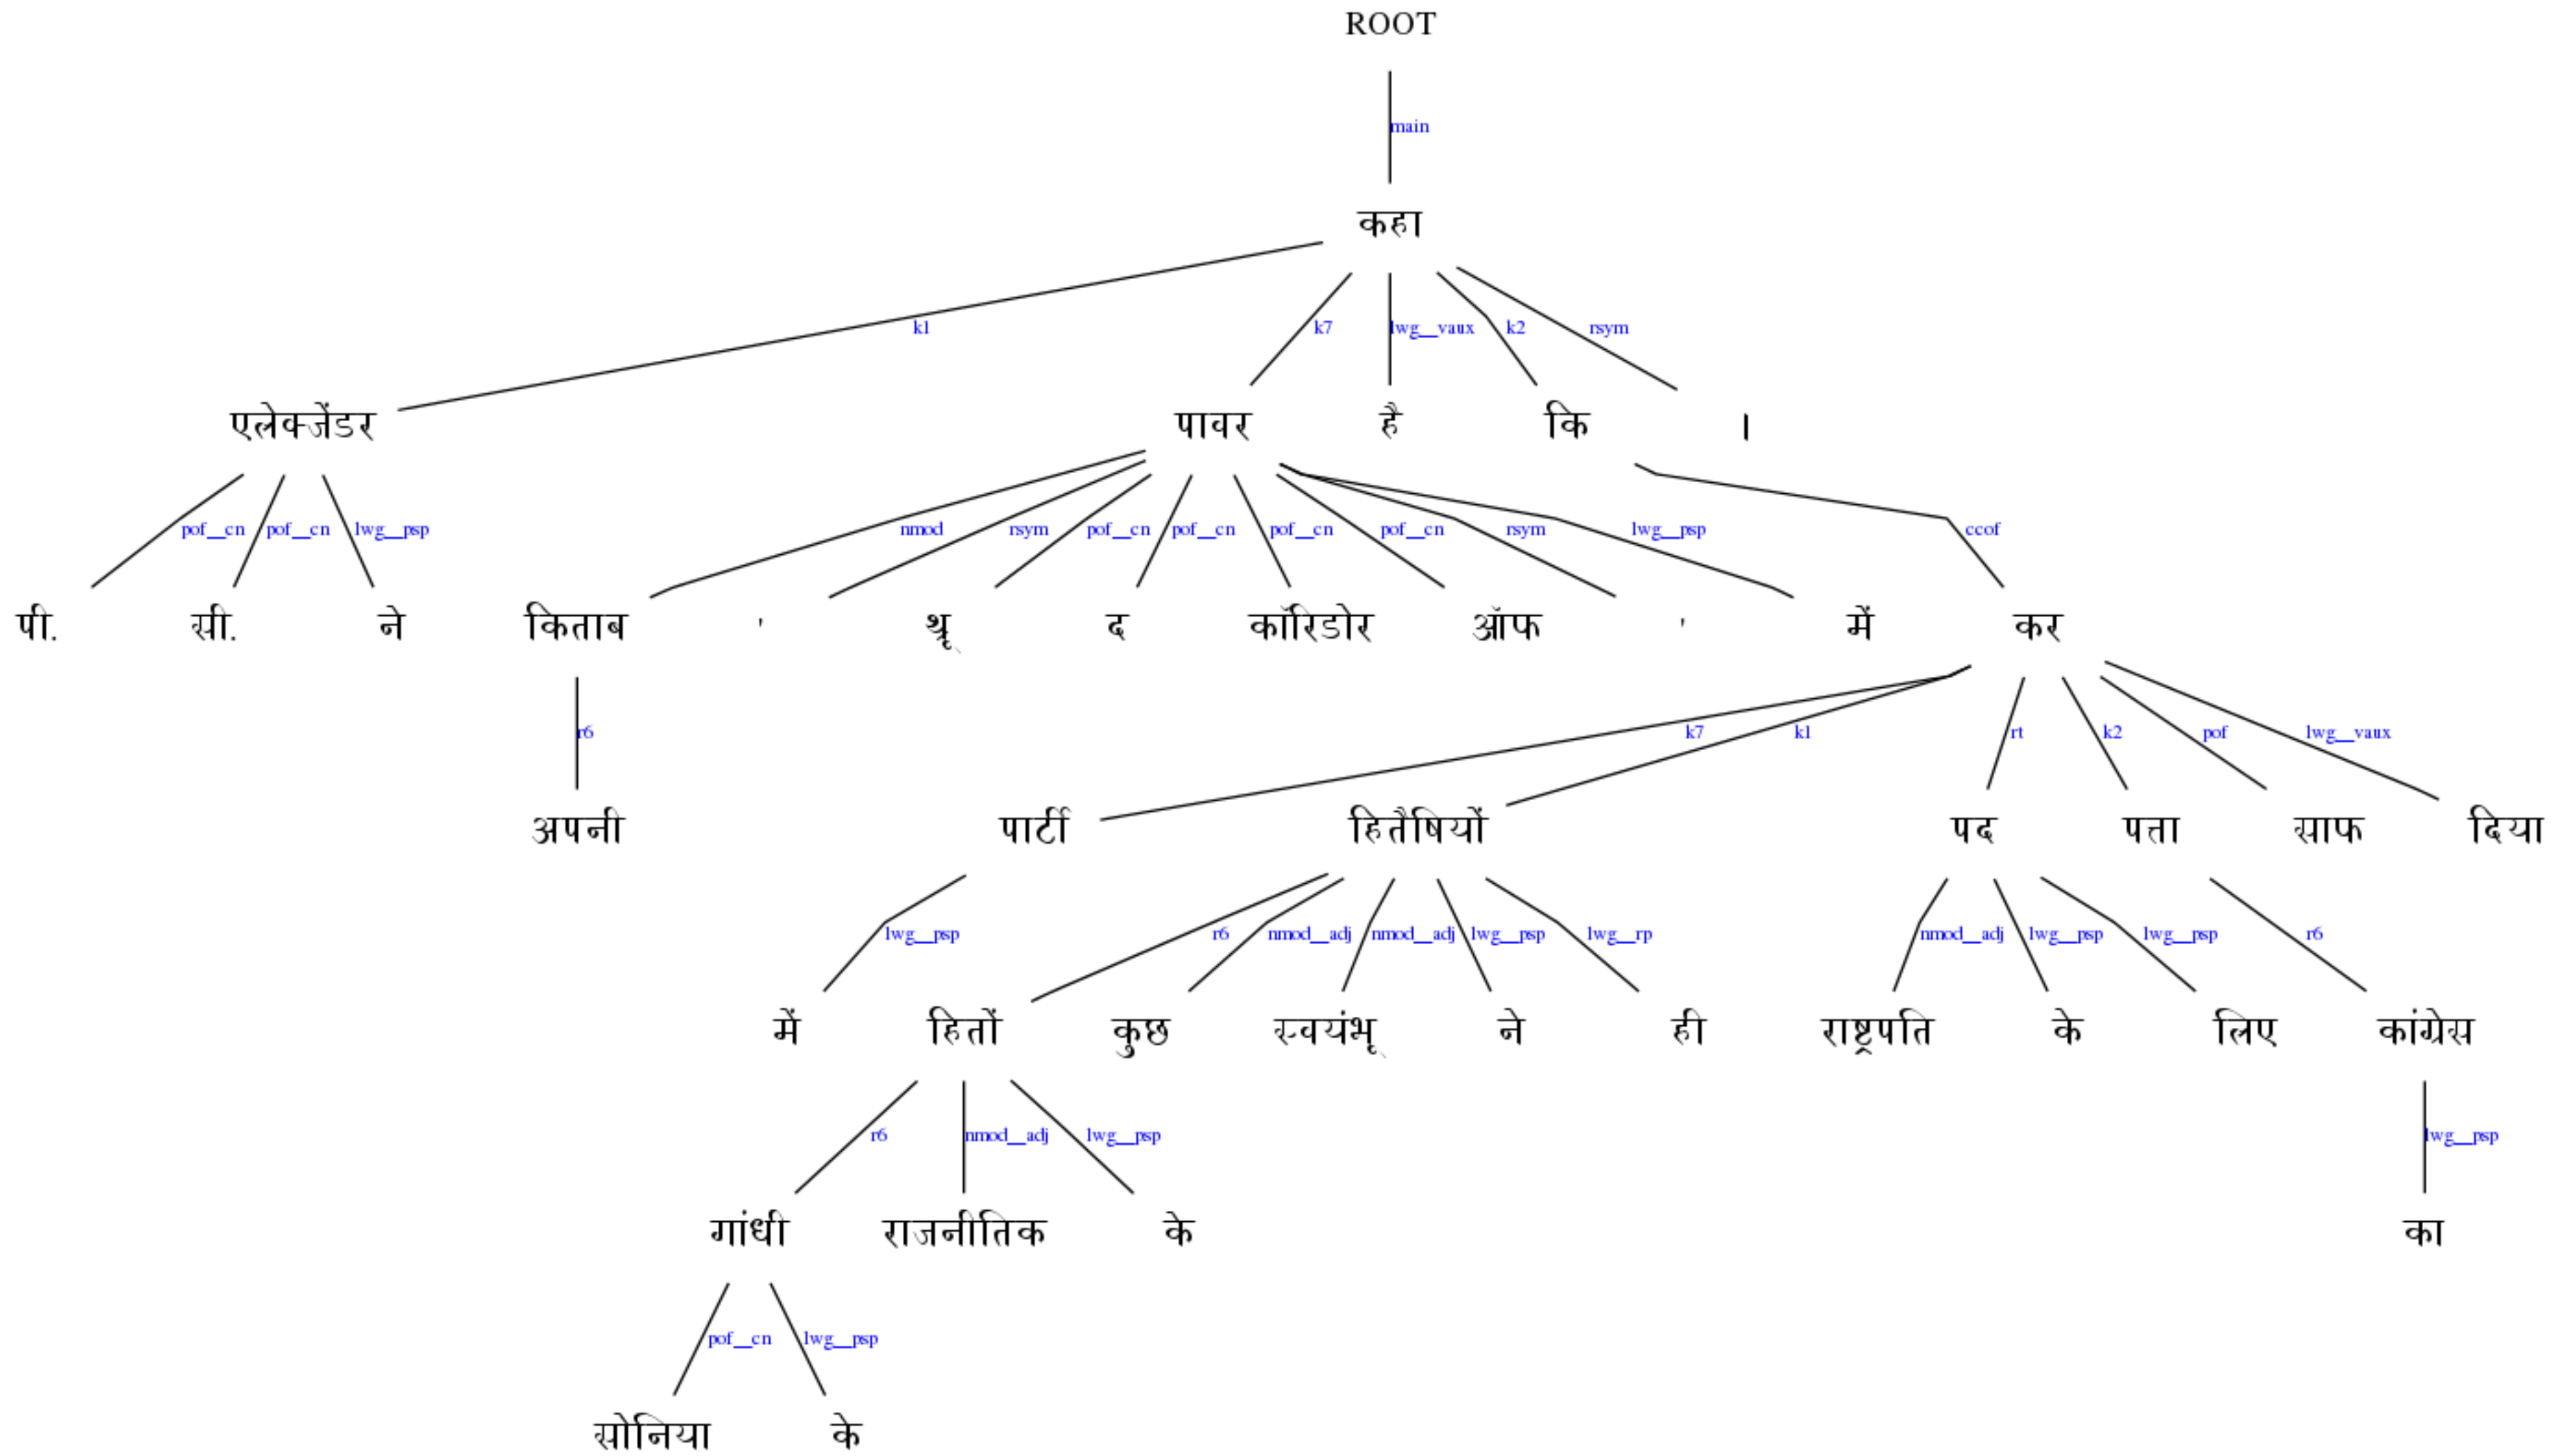 ROOT
main
कहा
k1 k7 lwg__vaux k2 rsym
एलेक्जेंडर पावर है कि ।
pof__cn pof__cn lwg__psp nmod rsym pof__cn pof__cn pof__cn pof__cn rsym lwg__psp ccof
पी. सी. ने किताब ' थ्रू द कॉरिडोर ऑफ ' में कर
r6 k7 k1 rt k2 pof lwg__vaux
अपनी पार्टी हितैषियों पद पत्ता साफ दिया
lwg__psp r6 nmod__adj nmod__adj lwg__psp lwg__rp nmod__adj lwg__psp lwg__psp r6
में हितों कुछ स्वयंभू ने ही राष्ट्रपति के लिए कांग्रेस
r6 nmod__adj lwg__psp lwg__psp
गांधी राजनीतिक के का
pof__cn lwg__psp
सोनिया के